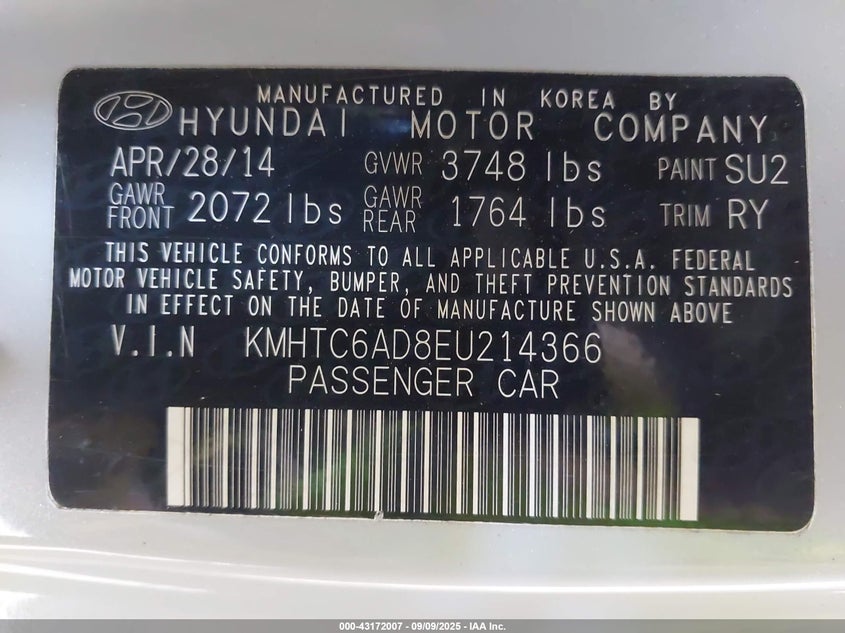 MANUFACTURED IN KOREA BY
HYUNDAI MOTOR COMPANY
APR/28/14 GVWR 3748 lbs PAINT SU2
GAWR FRONT 2072 lbs GAWR REAR 1764 lbs TRIM RY
THIS VEHICLE CONFORMS TO ALL APPLICABLE U.S.A. FEDERAL
MOTOR VEHICLE SAFETY, BUMPER, AND THEFT PREVENTION STANDARDS
IN EFFECT ON THE DATE OF MANUFACTURE SHOWN ABOVE
V.I.N KMHTC6AD8EU214366
PASSENGER CAR
000-43172007 - 09/09/2025 - IAA Inc.